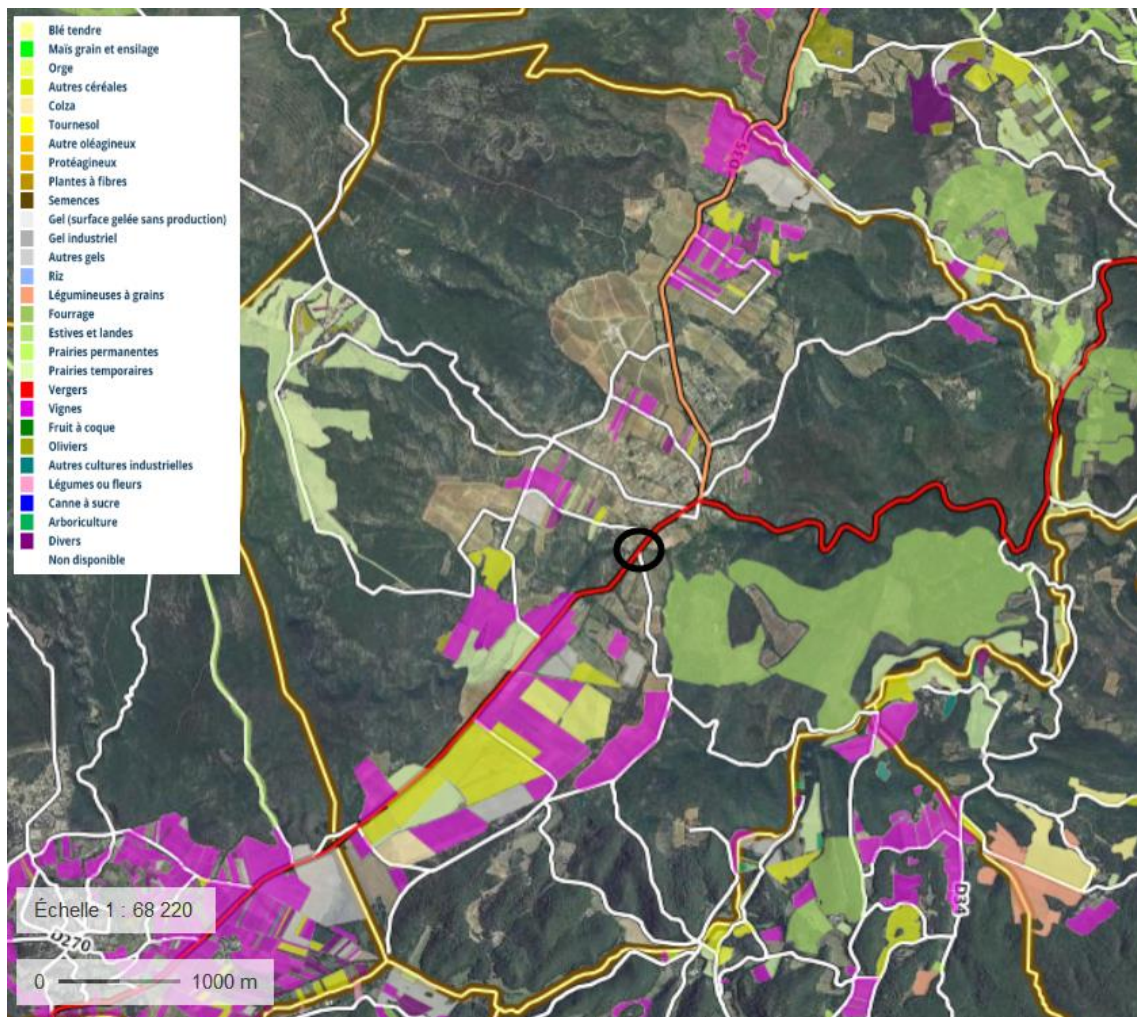 Blé tendre
Maïs grain et ensilage
Orge
Autres céréales
Colza
Tournesol
Autre oléagineux
Protéagineux
Plantes à fibres
Semences
Gel (surface gelée sans production)
Gel industriel
Autres gels
Riz
Légumineuses à grains
Fourrage
Estives et landes
Prairies permanentes
Prairies temporaires
Vergers
Vignes
Fruit à coque
Oliviers
Autres cultures industrielles
Légumes ou fleurs
Canne à sucre
Arboriculture
Divers
Non disponible
D35
D34
Échelle 1 : 68 220
D270
0 1000 m